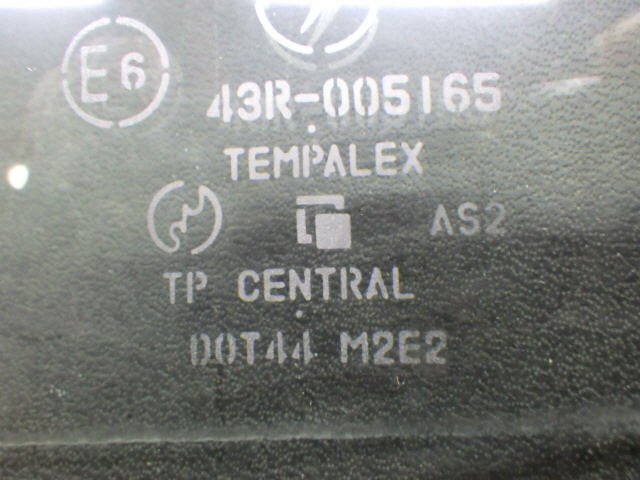 E6
43R-005165
TEMPALEX
AS2
TP CENTRAL
DOT44 M2E2